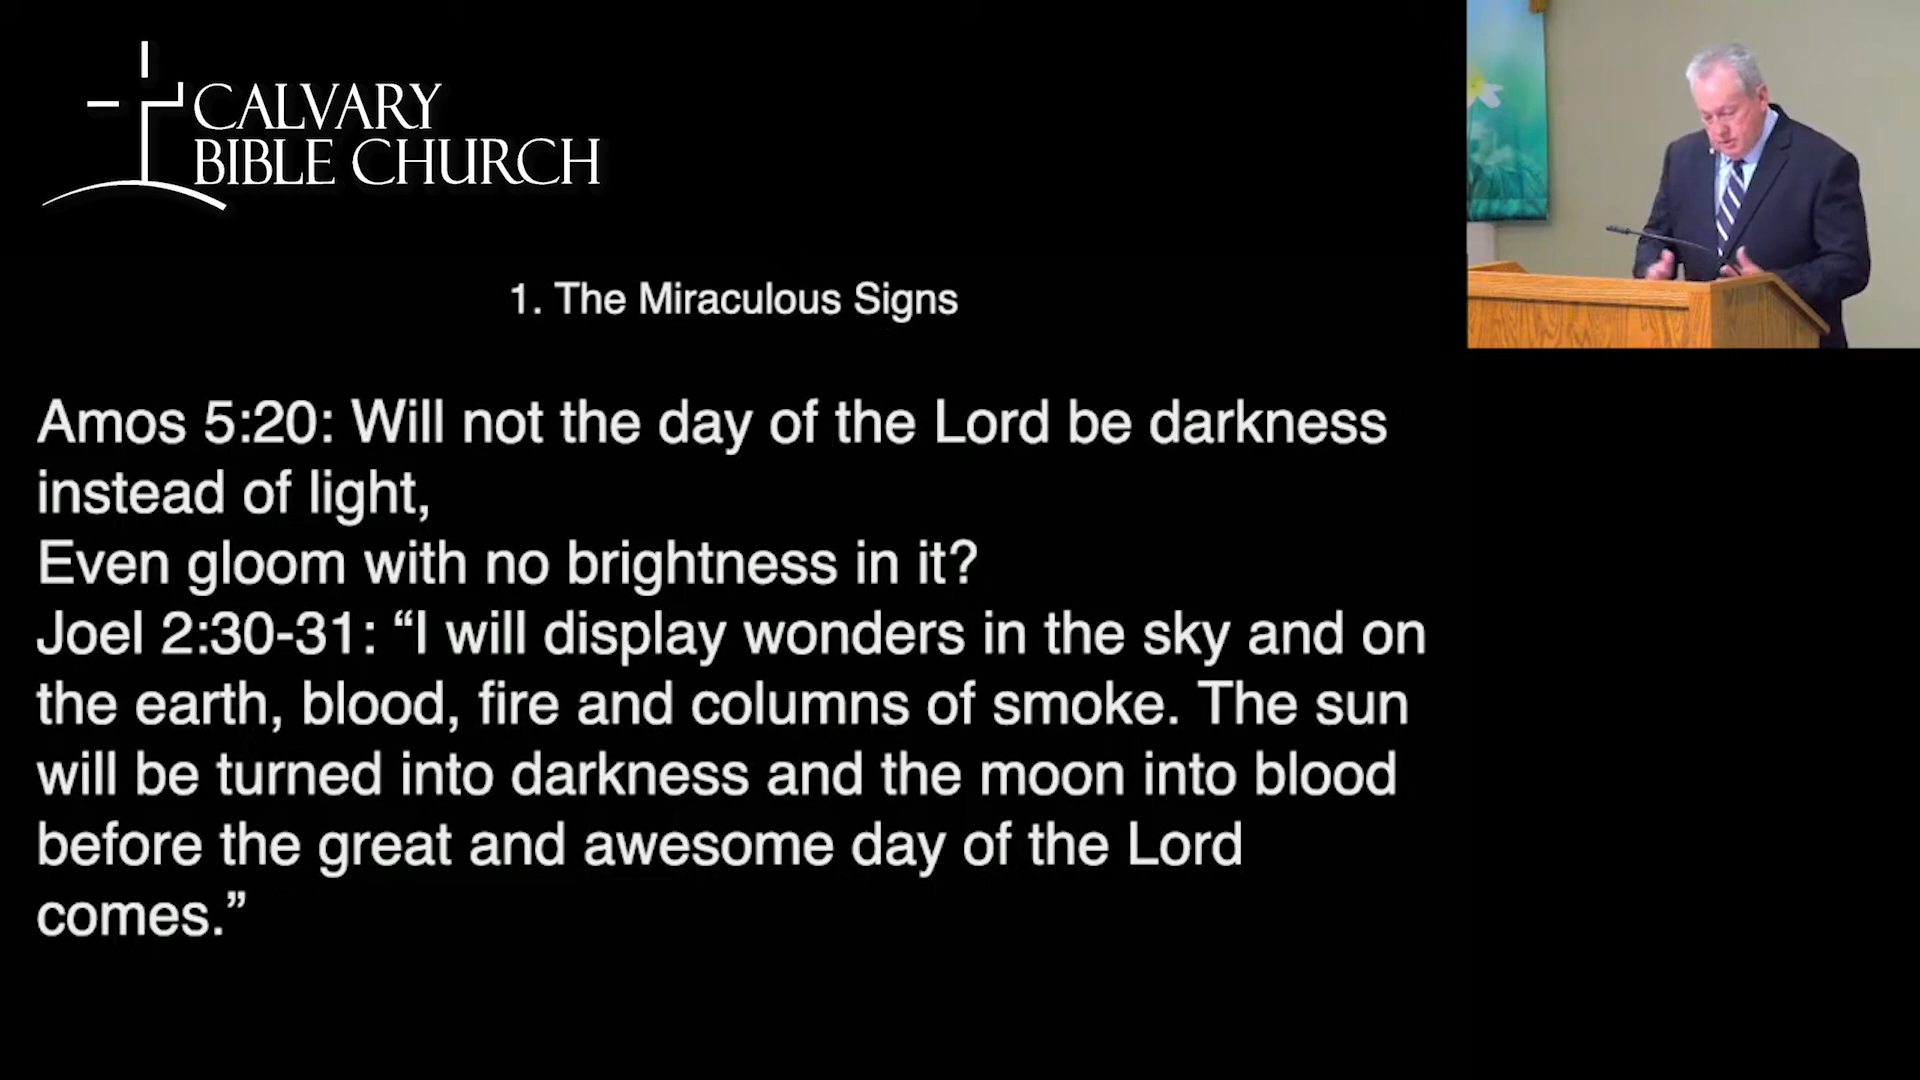 CALVARY
BIBLE CHURCH
1. The Miraculous Signs
Amos 5:20: Will not the day of the Lord be darkness
instead of light,
Even gloom with no brightness in it?
Joel 2:30-31: “I will display wonders in the sky and on
the earth, blood, fire and columns of smoke. The sun
will be turned into darkness and the moon into blood
before the great and awesome day of the Lord
comes.”